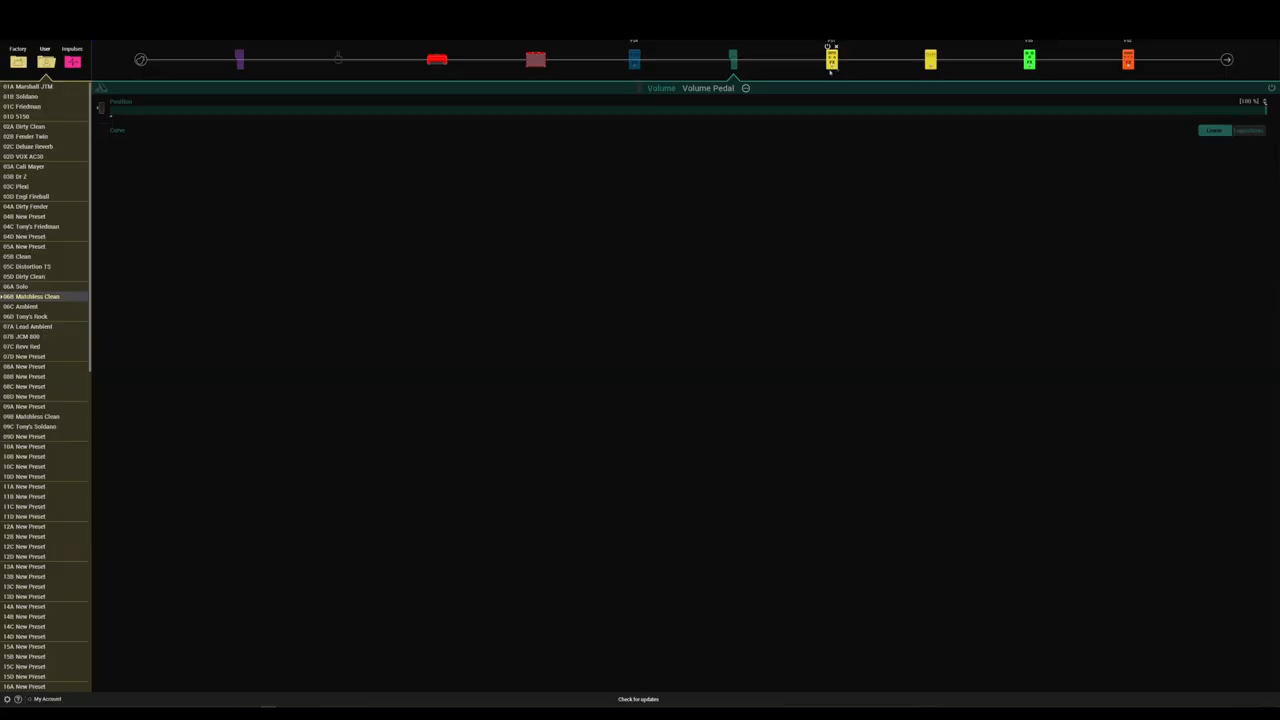 Factory
User
Impulses
Volume
Volume Pedal
Position
[100 %]
Curve
Linear
Logarithmic
01A Marshall JTM
01B Soldano
01C Friedman
01D 5150
02A Dirty Clean
02B Fender Twin
02C Deluxe Reverb
02D VOX AC30
03A Cali Mayer
03B Dr Z
03C Plexi
03D Engl Fireball
04A Dirty Fender
04B New Preset
04C Tony's Friedman
04D New Preset
05A New Preset
05B Clean
05C Distortion TS
05D Dirty Clean
06A Solo
06B Matchless Clean
06C Ambient
06D Tony's Rock
07A Lead Ambient
07B JCM 800
07C Revv Red
07D New Preset
08A New Preset
08B New Preset
08C New Preset
08D New Preset
09A New Preset
09B Matchless Clean
09C Tony's Soldano
09D New Preset
10A New Preset
10B New Preset
10C New Preset
10D New Preset
11A New Preset
11B New Preset
11C New Preset
11D New Preset
12A New Preset
12B New Preset
12C New Preset
12D New Preset
13A New Preset
13B New Preset
13C New Preset
13D New Preset
14A New Preset
14B New Preset
14C New Preset
14D New Preset
15A New Preset
15B New Preset
15C New Preset
15D New Preset
16A New Preset
My Account
Check for updates